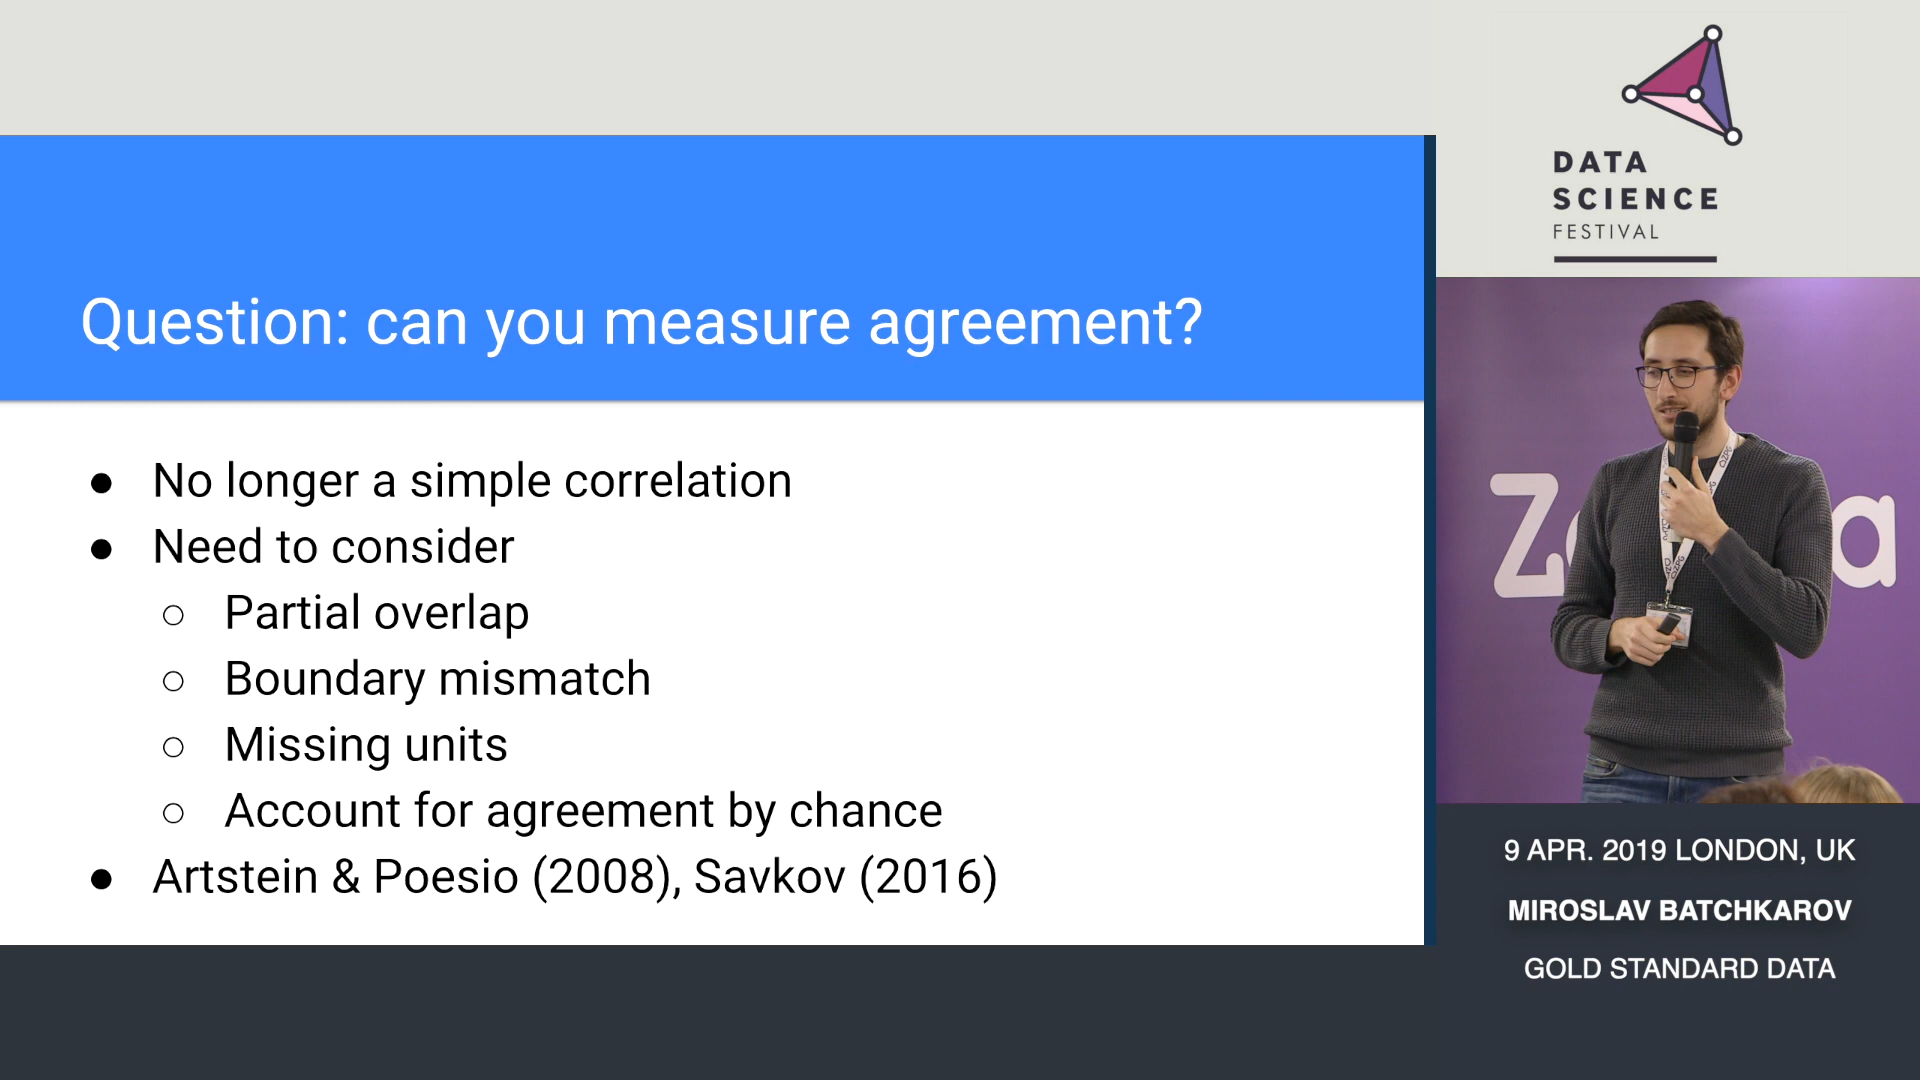 Question: can you measure agreement?
● No longer a simple correlation
● Need to consider
○ Partial overlap
○ Boundary mismatch
○ Missing units
○ Account for agreement by chance
● Artstein & Poesio (2008), Savkov (2016)
DATA
SCIENCE
FESTIVAL
9 APR. 2019 LONDON, UK
MIROSLAV BATCHKAROV
GOLD STANDARD DATA